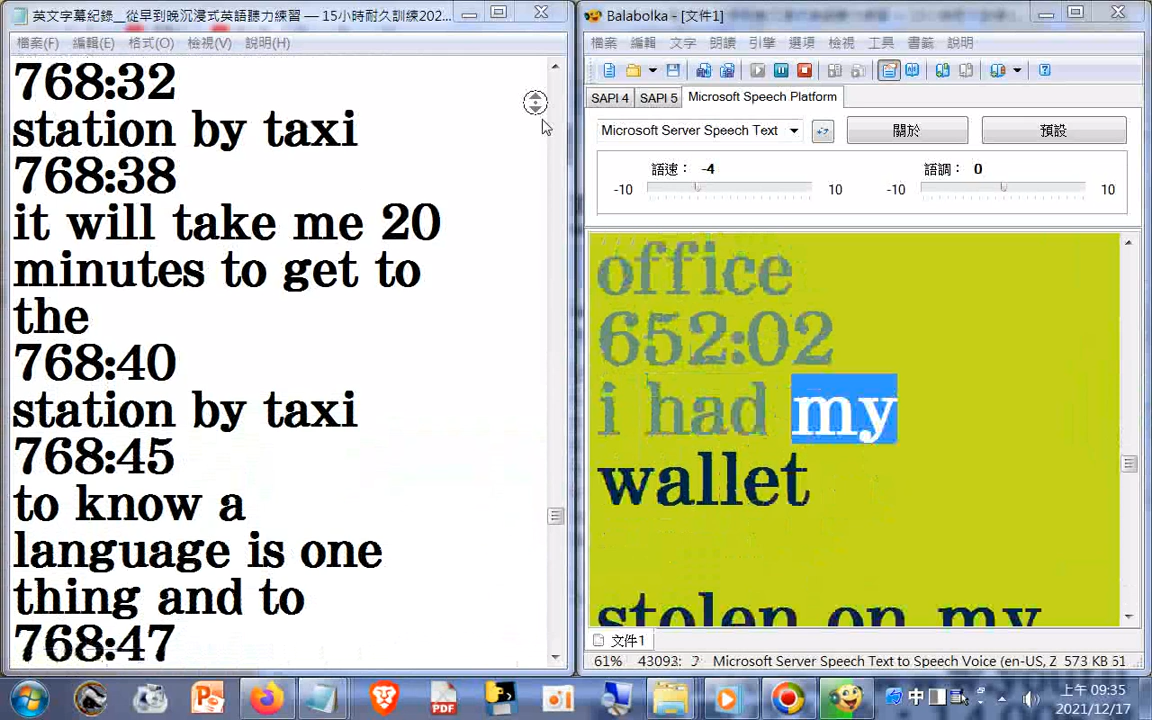 英文字幕紀錄__從早到晚沉浸式英語聽力練習 — 15小時耐久訓練202...
檔案(F) 編輯(E) 格式(O) 檢視(V) 說明(H)
768:32
station by taxi
768:38
it will take me 20
minutes to get to
the
768:40
station by taxi
768:45
to know a
language is one
thing and to
768:47
Balabolka - [文件1]
檔案 編輯 文字 朗讀 引擎 選項 檢視 工具 書籤 說明
SAPI 4 SAPI 5 Microsoft Speech Platform
Microsoft Server Speech Text 關於 預設
語速： -4 語調： 0
-10 10 -10 10
office
652:02
i had my
wallet
stolen on my
文件1
61% 43093: Microsoft Server Speech Text to Speech Voice (en-US, Z 573 KB 51
PDF 中 上午 09:35
2021/12/17